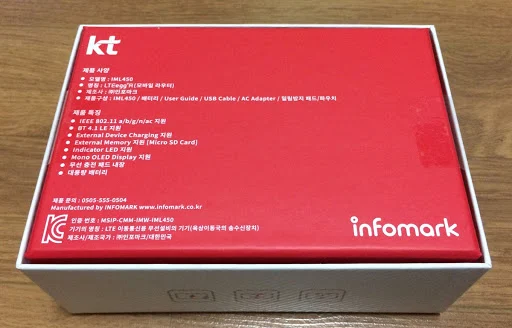 kt
제품 사양
• 모델명 : IML450
• 명칭 : LTEegg⁺R(모바일 라우터)
• 제조사 : ㈜인포마크
• 제품구성 : IML450 / 배터리 / User Guide / USB Cable / AC Adapter / 밀림방지 패드/파우치
제품 특징
• IEEE 802.11 a/b/g/n/ac 지원
• BT 4.1 LE 지원
• External Device Charging 지원
• External Memory 지원 [Micro SD Card]
• Indicator LED 지원
• Mono OLED Display 지원
• 무선 충전 패드 내장
• 대용량 배터리
제품 문의 : 0505-555-0504
Manufactured by INFOMARK www.infomark.co.kr
인증 번호 : MSIP-CMM-IMW-IML450
기기의 명칭 : LTE 이동통신용 무선설비의 기기(육상이동국의 송수신장치)
제조사/제조국가 : ㈜인포마크/대한민국
infomark